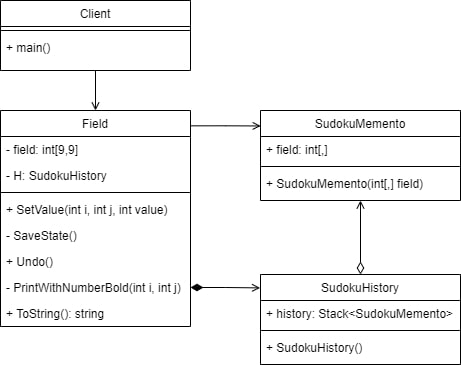 Client
+ main()
Field
- field: int[9,9]
- H: SudokuHistory
+ SetValue(int i, int j, int value)
- SaveState()
+ Undo()
- PrintWithNumberBold(int i, int j)
+ ToString(): string
SudokuMemento
+ field: int[,]
+ SudokuMemento(int[,] field)
SudokuHistory
+ history: Stack<SudokuMemento>
+ SudokuHistory()